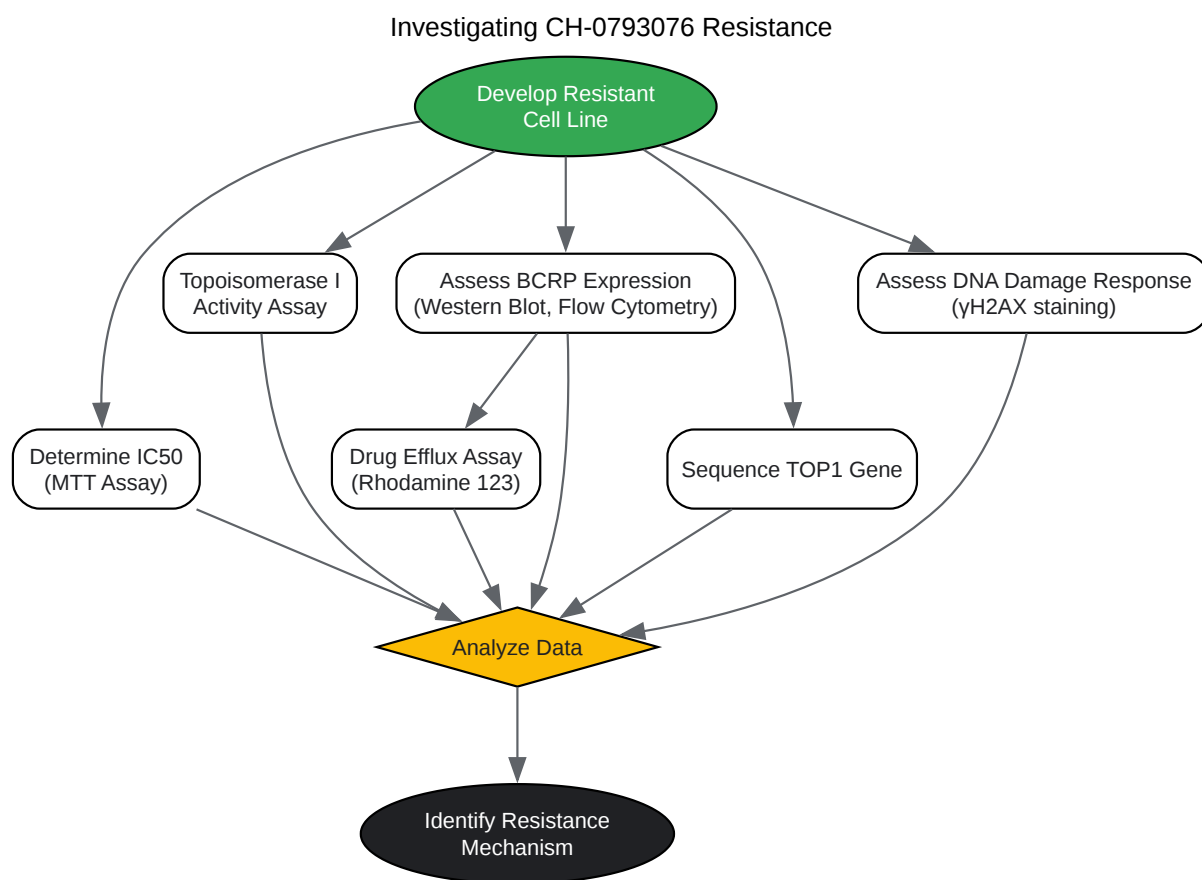 Investigating CH-0793076 Resistance
Develop Resistant
Cell Line
Topoisomerase I
Activity Assay
Assess BCRP Expression
(Western Blot, Flow Cytometry)
Assess DNA Damage Response
(γH2AX staining)
Determine IC50
(MTT Assay)
Drug Efflux Assay
(Rhodamine 123)
Sequence TOP1 Gene
Analyze Data
Identify Resistance
Mechanism